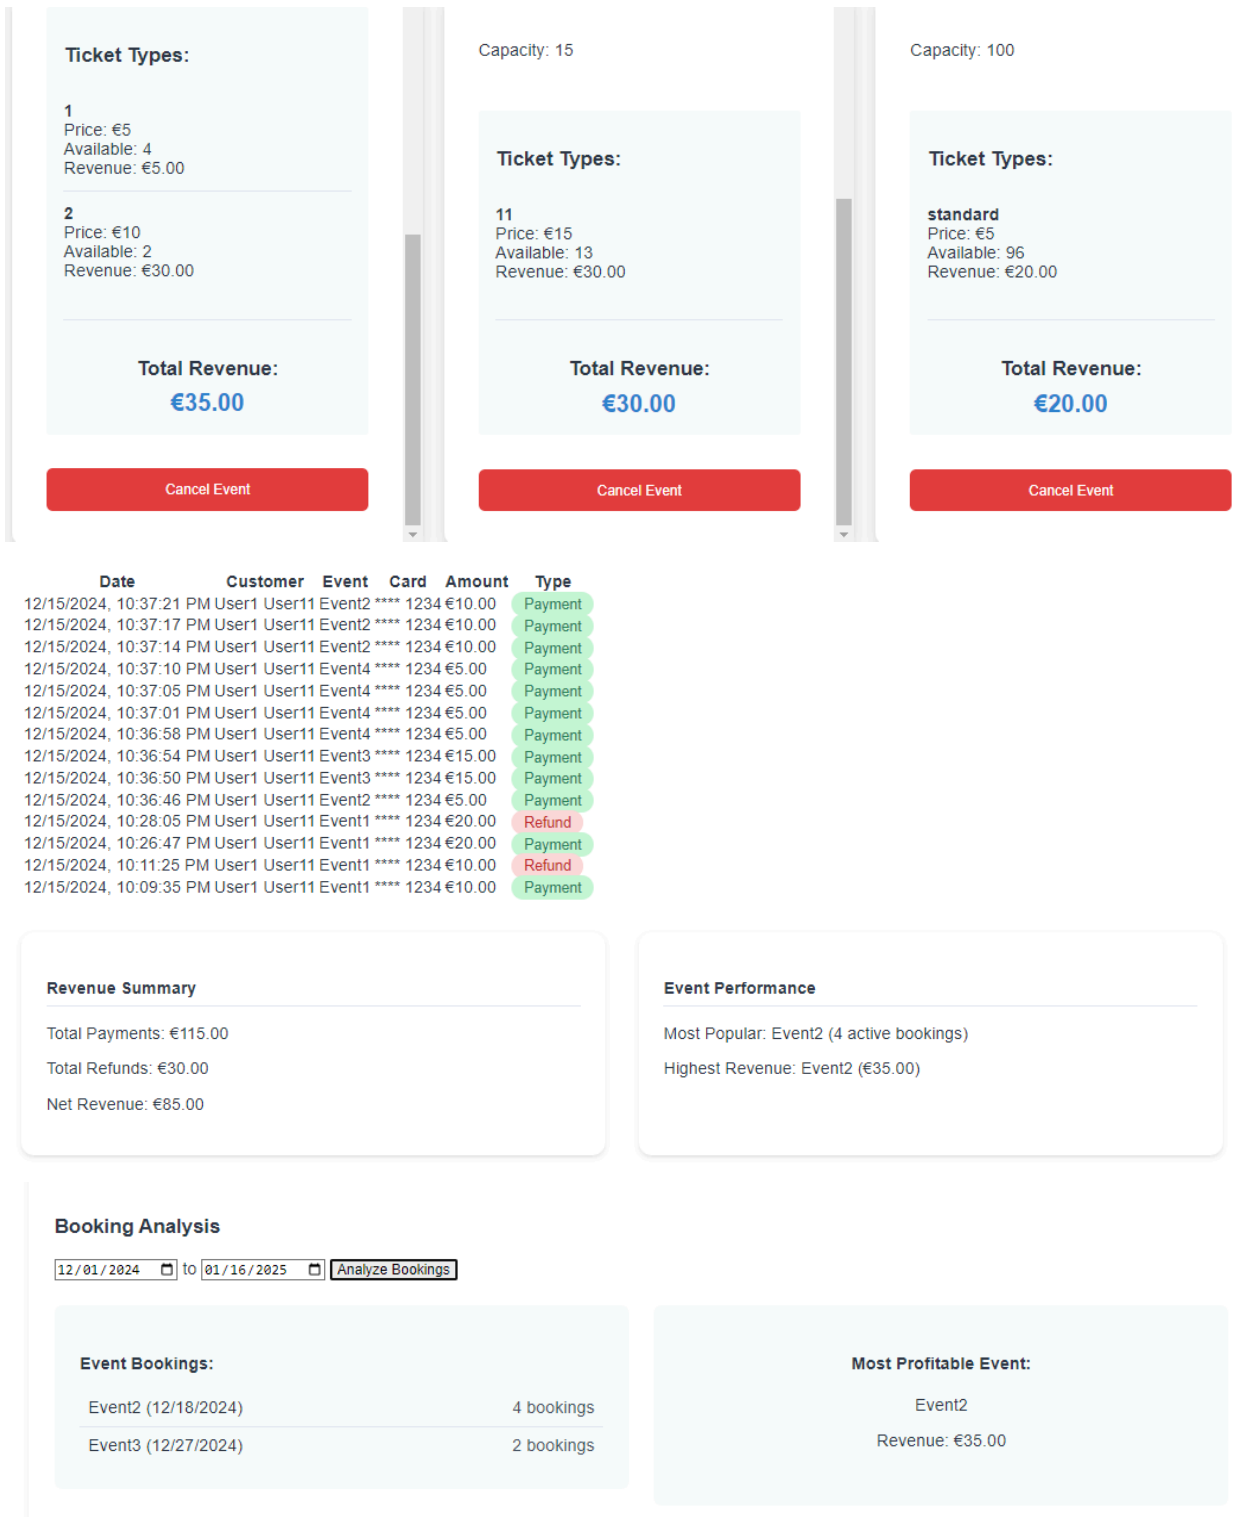 Ticket Types:
1
Price: €5
Available: 4
Revenue: €5.00
2
Price: €10
Available: 2
Revenue: €30.00
Total Revenue:
€35.00
Cancel Event
Capacity: 15
Ticket Types:
11
Price: €15
Available: 13
Revenue: €30.00
Total Revenue:
€30.00
Cancel Event
Capacity: 100
Ticket Types:
standard
Price: €5
Available: 96
Revenue: €20.00
Total Revenue:
€20.00
Cancel Event
Date Customer Event Card Amount Type
12/15/2024, 10:37:21 PM User1 User11 Event2 **** 1234 €10.00 Payment
12/15/2024, 10:37:17 PM User1 User11 Event2 **** 1234 €10.00 Payment
12/15/2024, 10:37:14 PM User1 User11 Event2 **** 1234 €10.00 Payment
12/15/2024, 10:37:10 PM User1 User11 Event4 **** 1234 €5.00 Payment
12/15/2024, 10:37:05 PM User1 User11 Event4 **** 1234 €5.00 Payment
12/15/2024, 10:37:01 PM User1 User11 Event4 **** 1234 €5.00 Payment
12/15/2024, 10:36:58 PM User1 User11 Event4 **** 1234 €5.00 Payment
12/15/2024, 10:36:54 PM User1 User11 Event3 **** 1234 €15.00 Payment
12/15/2024, 10:36:50 PM User1 User11 Event3 **** 1234 €15.00 Payment
12/15/2024, 10:36:46 PM User1 User11 Event2 **** 1234 €5.00 Payment
12/15/2024, 10:28:05 PM User1 User11 Event1 **** 1234 €20.00 Refund
12/15/2024, 10:26:47 PM User1 User11 Event1 **** 1234 €20.00 Payment
12/15/2024, 10:11:25 PM User1 User11 Event1 **** 1234 €10.00 Refund
12/15/2024, 10:09:35 PM User1 User11 Event1 **** 1234 €10.00 Payment
Revenue Summary
Total Payments: €115.00
Total Refunds: €30.00
Net Revenue: €85.00
Event Performance
Most Popular: Event2 (4 active bookings)
Highest Revenue: Event2 (€35.00)
Booking Analysis
12/01/2024 to 01/16/2025 Analyze Bookings
Event Bookings:
Event2 (12/18/2024) 4 bookings
Event3 (12/27/2024) 2 bookings
Most Profitable Event:
Event2
Revenue: €35.00